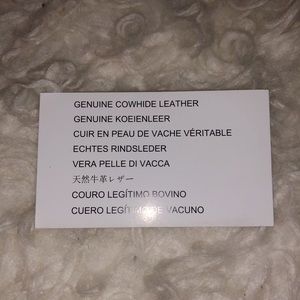 GENUINE COWHIDE LEATHER
GENUINE KOEIENLEER
CUIR EN PEAU DE VACHE VÉRITABLE
ECHTES RINDSLEDER
VERA PELLE DI VACCA
天然牛革レザー
COURO LEGÍTIMO BOVINO
CUERO LEGÍTIMO DE VACUNO